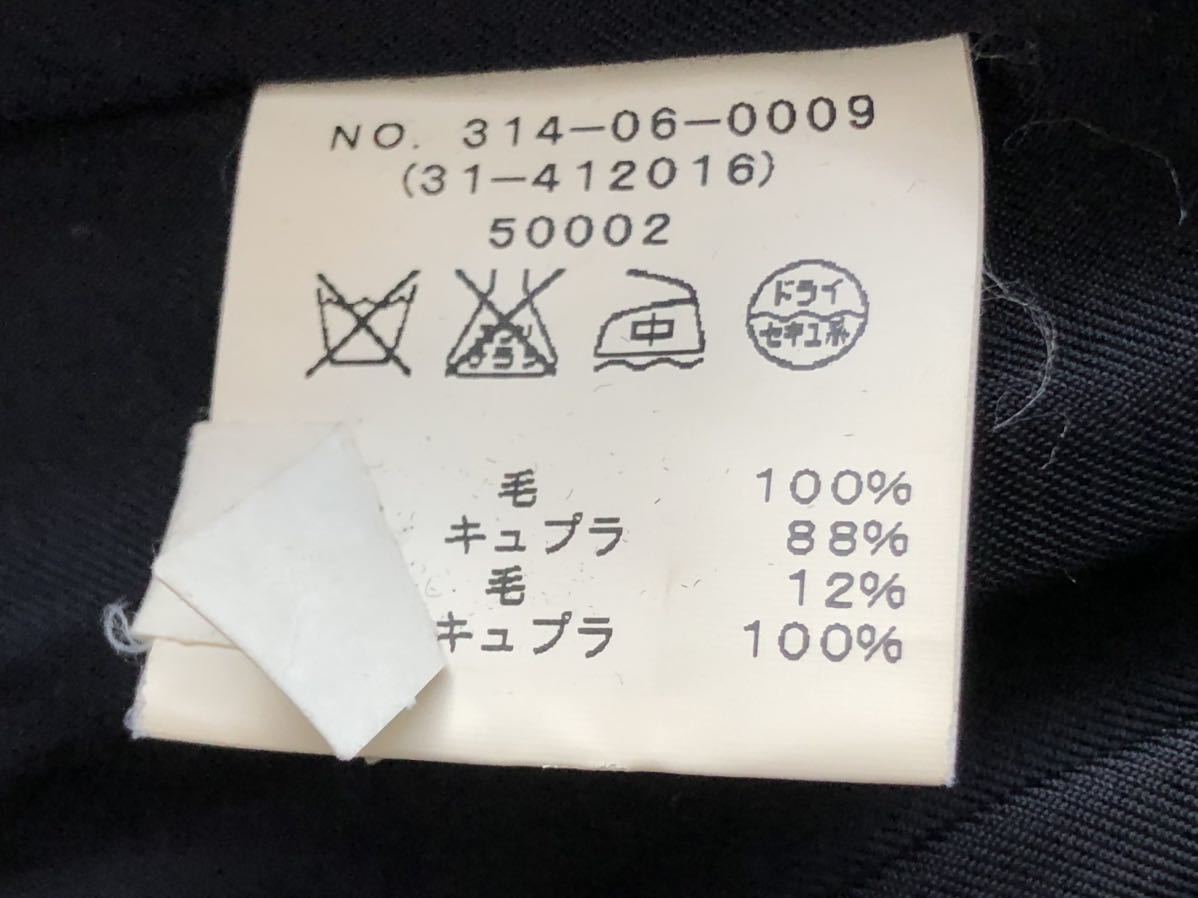 NO. 314-06-0009
(31-412016)
50002
中
ドライ
セキユ系
毛 100%
キュプラ 88%
毛 12%
キュプラ 100%